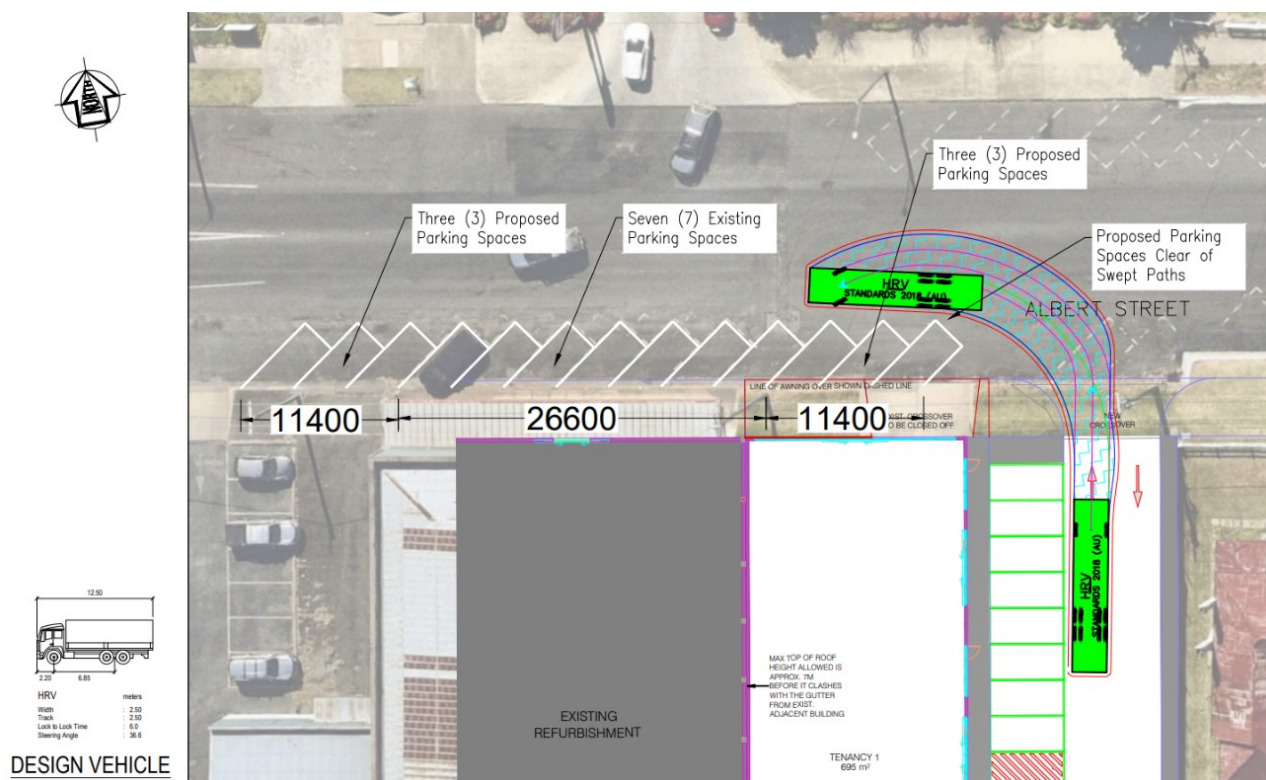 NORTH
Three (3) Proposed
Parking Spaces
Seven (7) Existing
Parking Spaces
Three (3) Proposed
Parking Spaces
Proposed Parking
Spaces Clear of
Swept Paths
HRV
STANDARDS 2018 (AU)
ALBERT STREET
LINE OF AWNING OVER SHOWN DASHED LINE
11400
26600
11400
EXIST. CROSSOVER
TO BE CLOSED OFF
NEW
CROSSOVER
HRV
STANDARDS 2018 (AU)
MAX TOP OF ROOF
HEIGHT ALLOWED IS
APPROX. 7M
BEFORE IT CLASHES
WITH THE GUTTER
FROM EXIST.
ADJACENT BUILDING
EXISTING
REFURBISHMENT
TENANCY 1
695 m²
12.50
2.20 6.85
HRV meters
Width : 2.50
Track : 2.50
Lock to Lock Time : 6.0
Steering Angle : 36.6
DESIGN VEHICLE